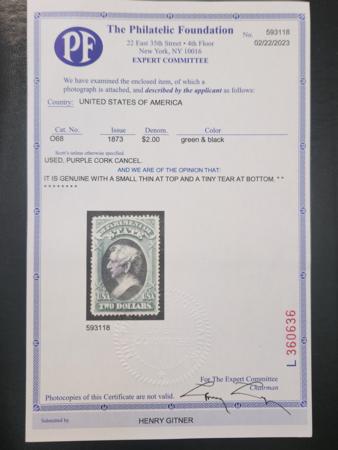 PF
The Philatelic Foundation
22 East 35th Street • 4th Floor
New York, NY 10016
EXPERT COMMITTEE
No. 593118
02/22/2023
We have examined the enclosed item, of which a
photograph is attached, and described by the applicant as follows:
Country: UNITED STATES OF AMERICA
Cat. No. Issue Denom. Color
O68 1873 $2.00 green & black
Scott's unless otherwise specified
USED, PURPLE CORK CANCEL.
AND WE ARE OF THE OPINION THAT:
IT IS GENUINE WITH A SMALL THIN AT TOP AND A TINY TEAR AT BOTTOM. * *
* * * * * * * *
STATE
USA USA
TWO DOLLARS.
593118
L 360636
For The Expert Committee
Chairman
Photocopies of this Certificate are not valid.
Submitted by HENRY GITNER